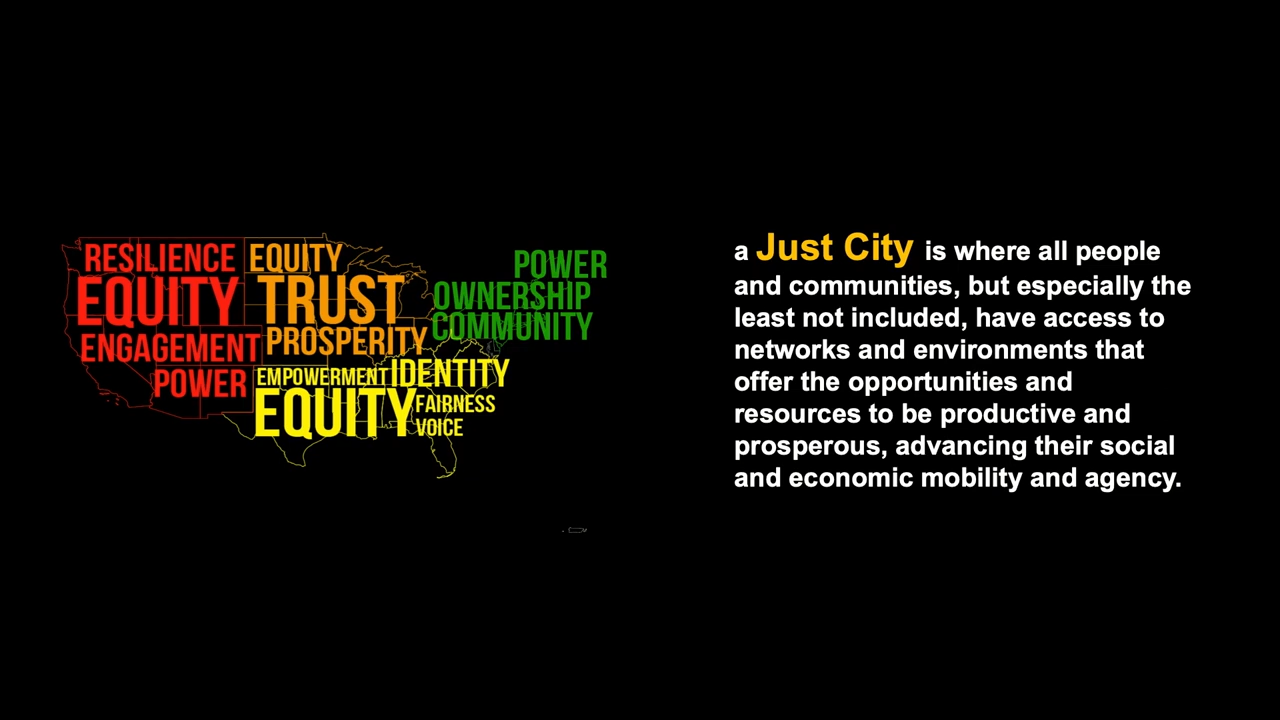 RESILIENCE
EQUITY
ENGAGEMENT
POWER
EQUITY
TRUST
PROSPERITY
EMPOWERMENT IDENTITY
EQUITY
FAIRNESS
VOICE
POWER
OWNERSHIP
COMMUNITY
a Just City is where all people
and communities, but especially the
least not included, have access to
networks and environments that
offer the opportunities and
resources to be productive and
prosperous, advancing their social
and economic mobility and agency.